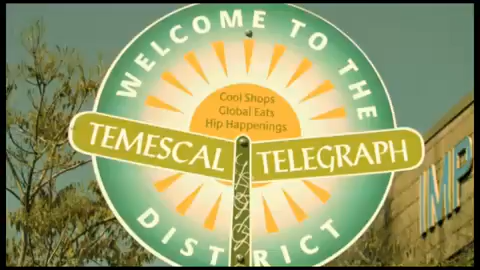 WELCOME TO THE
Cool Shops
Global Eats
Hip Happenings
TEMESCAL TELEGRAPH
DISTRICT
IMP